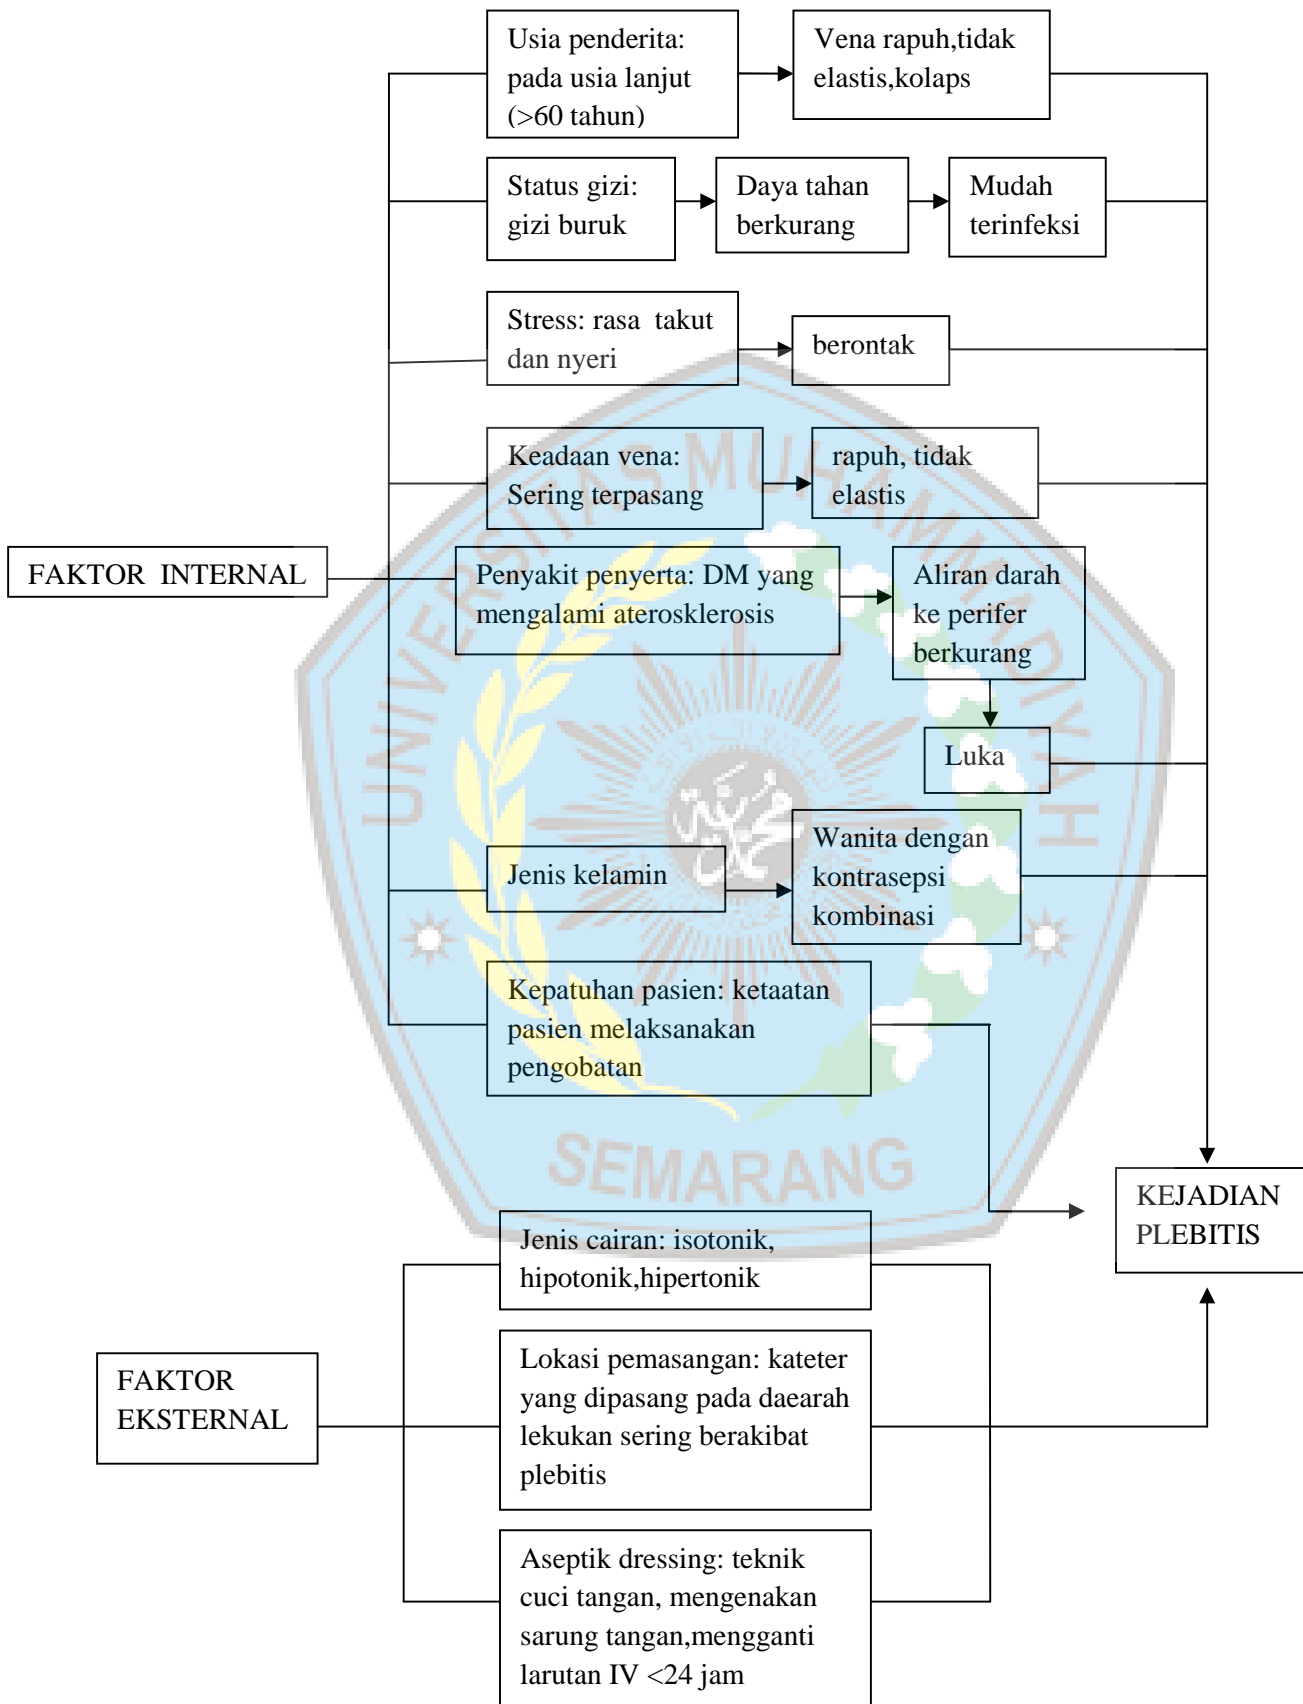 Usia penderita:
pada usia lanjut
(>60 tahun)
Vena rapuh,tidak
elastis,kolaps
Status gizi:
gizi buruk
Daya tahan
berkurang
Mudah
terinfeksi
Stress: rasa  takut
dan nyeri
berontak
Keadaan vena:
Sering terpasang
rapuh, tidak
elastis
FAKTOR  INTERNAL
Penyakit penyerta: DM yang
mengalami aterosklerosis
Aliran darah
ke perifer
berkurang
Luka
Jenis kelamin
Wanita dengan
kontrasepsi
kombinasi
Kepatuhan pasien: ketaatan
pasien melaksanakan
pengobatan
KEJADIAN
PLEBITIS
Jenis cairan: isotonik,
hipotonik,hipertonik
FAKTOR
EKSTERNAL
Lokasi pemasangan: kateter
yang dipasang pada daearah
lekukan sering berakibat
plebitis
Aseptik dressing: teknik
cuci tangan, mengenakan
sarung tangan,mengganti
larutan IV <24 jam
UNIVERSITAS MUHAMMADIYAH
SEMARANG